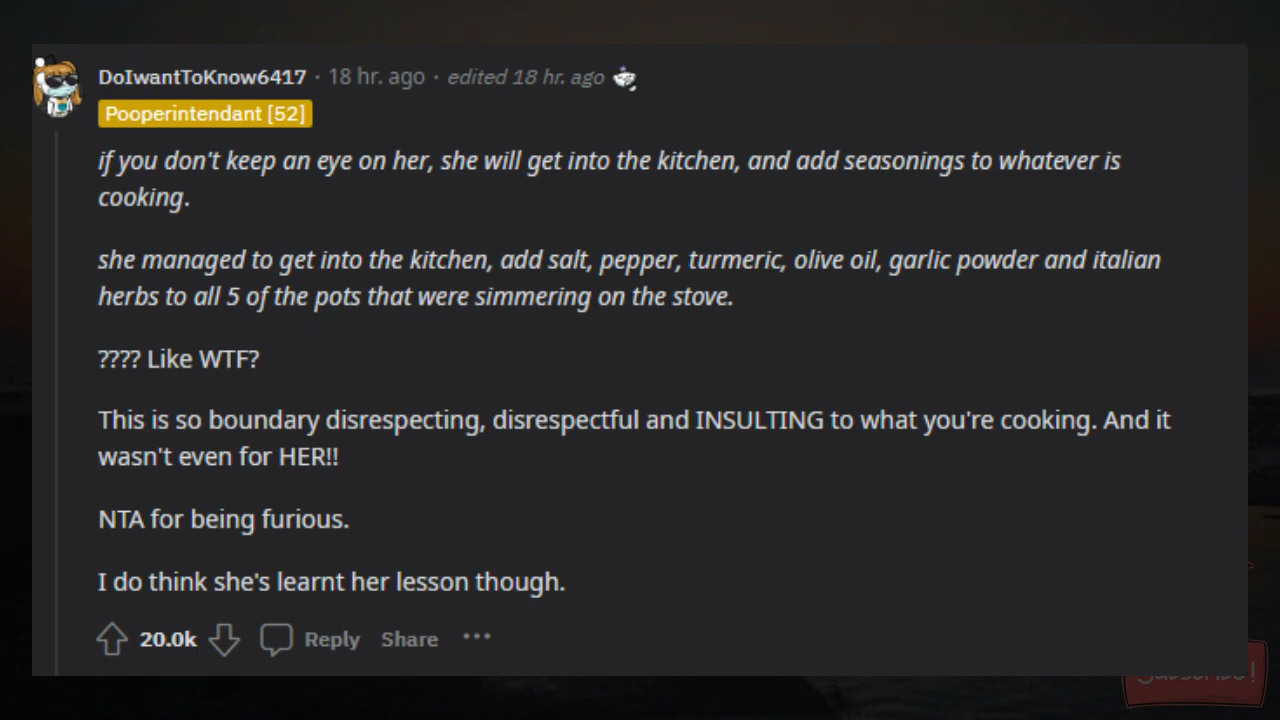 DoIwantToKnow6417 · 18 hr. ago · edited 18 hr. ago
Pooperintendant [52]
if you don't keep an eye on her, she will get into the kitchen, and add seasonings to whatever is
cooking.
she managed to get into the kitchen, add salt, pepper, turmeric, olive oil, garlic powder and italian
herbs to all 5 of the pots that were simmering on the stove.
???? Like WTF?
This is so boundary disrespecting, disrespectful and INSULTING to what you're cooking. And it
wasn't even for HER!!
NTA for being furious.
I do think she's learnt her lesson though.
20.0k Reply Share ···